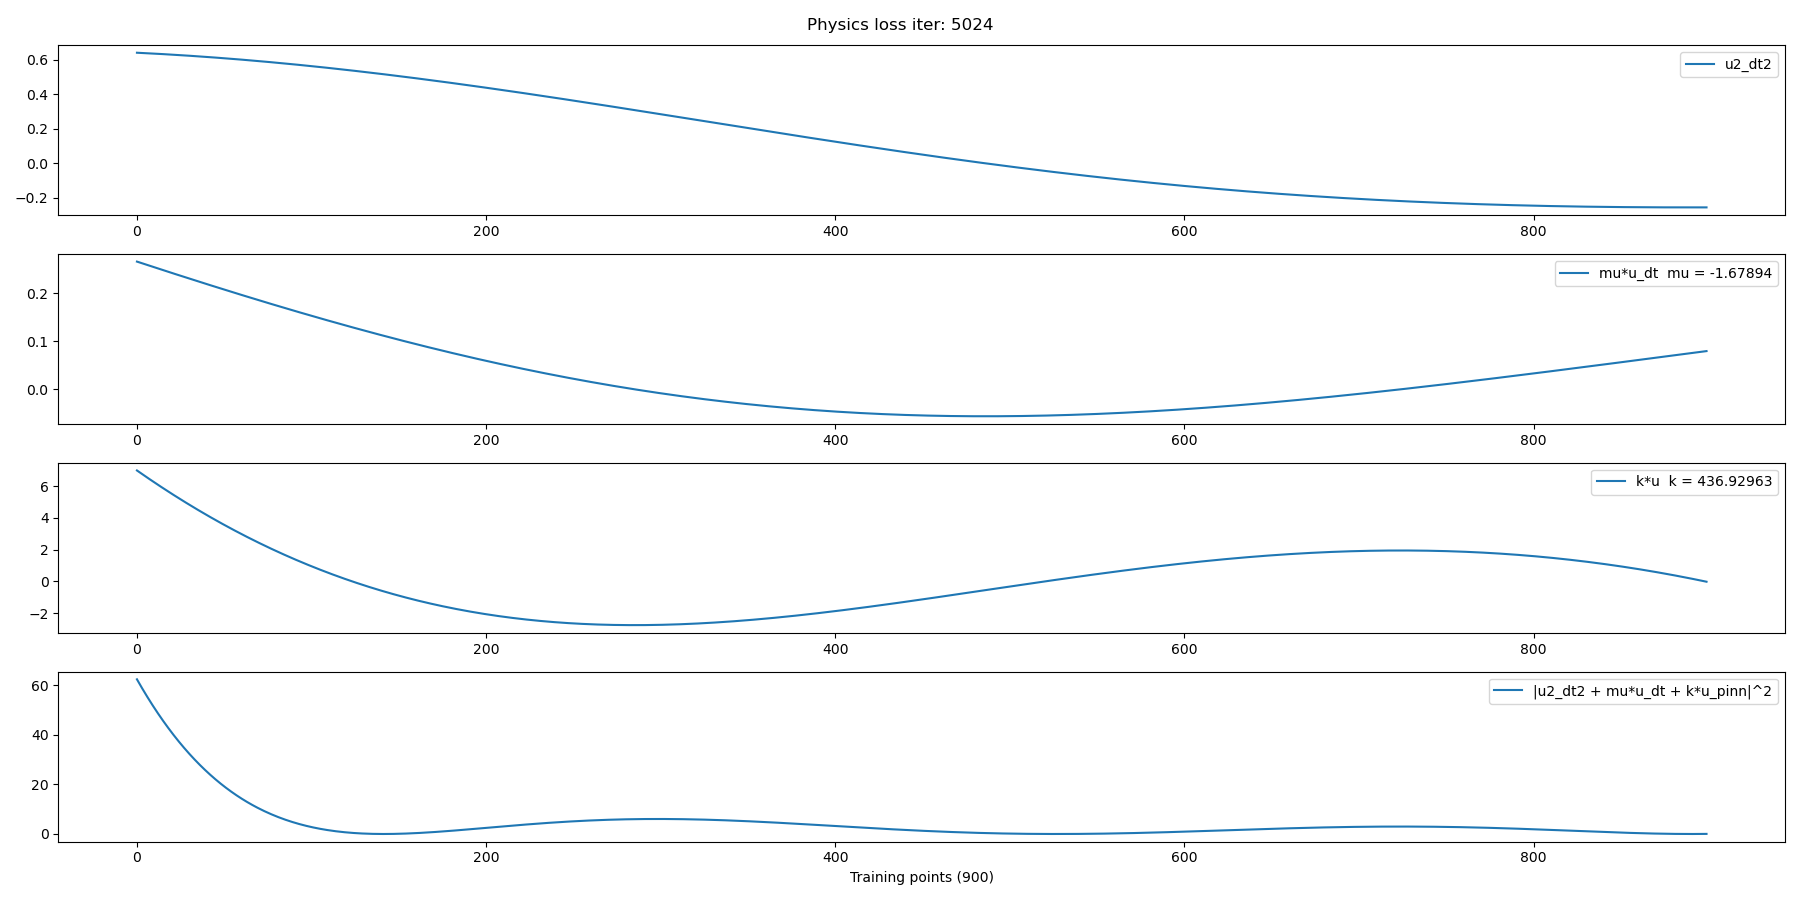 Physics loss iter: 5024
0.6
0.4
0.2
0.0
−0.2
u2_dt2
0 200 400 600 800
0.2
0.1
0.0
mu*u_dt  mu = -1.67894
0 200 400 600 800
6
4
2
0
−2
k*u  k = 436.92963
0 200 400 600 800
60
40
20
0
|u2_dt2 + mu*u_dt + k*u_pinn|^2
0 200 400 600 800
Training points (900)